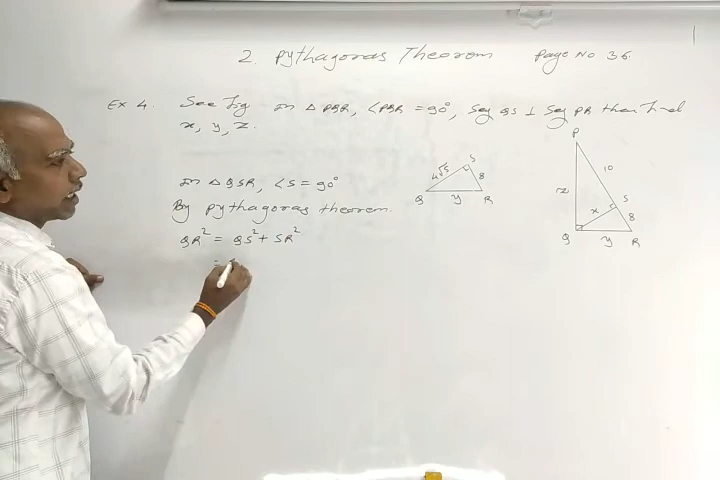 2. Pythagoras Theorem Page No 36.
Ex 4. See fig in △PQR, ∠PQR = 90°, Seg QS ⊥ Seg PR then find
x, y, z.
In △QSR, ∠S = 90°
By pythagoras theorem.
QR² = QS² + SR²
=
S
4√5
8
Q
y
R
P
10
z
S
x
8
Q
y
R